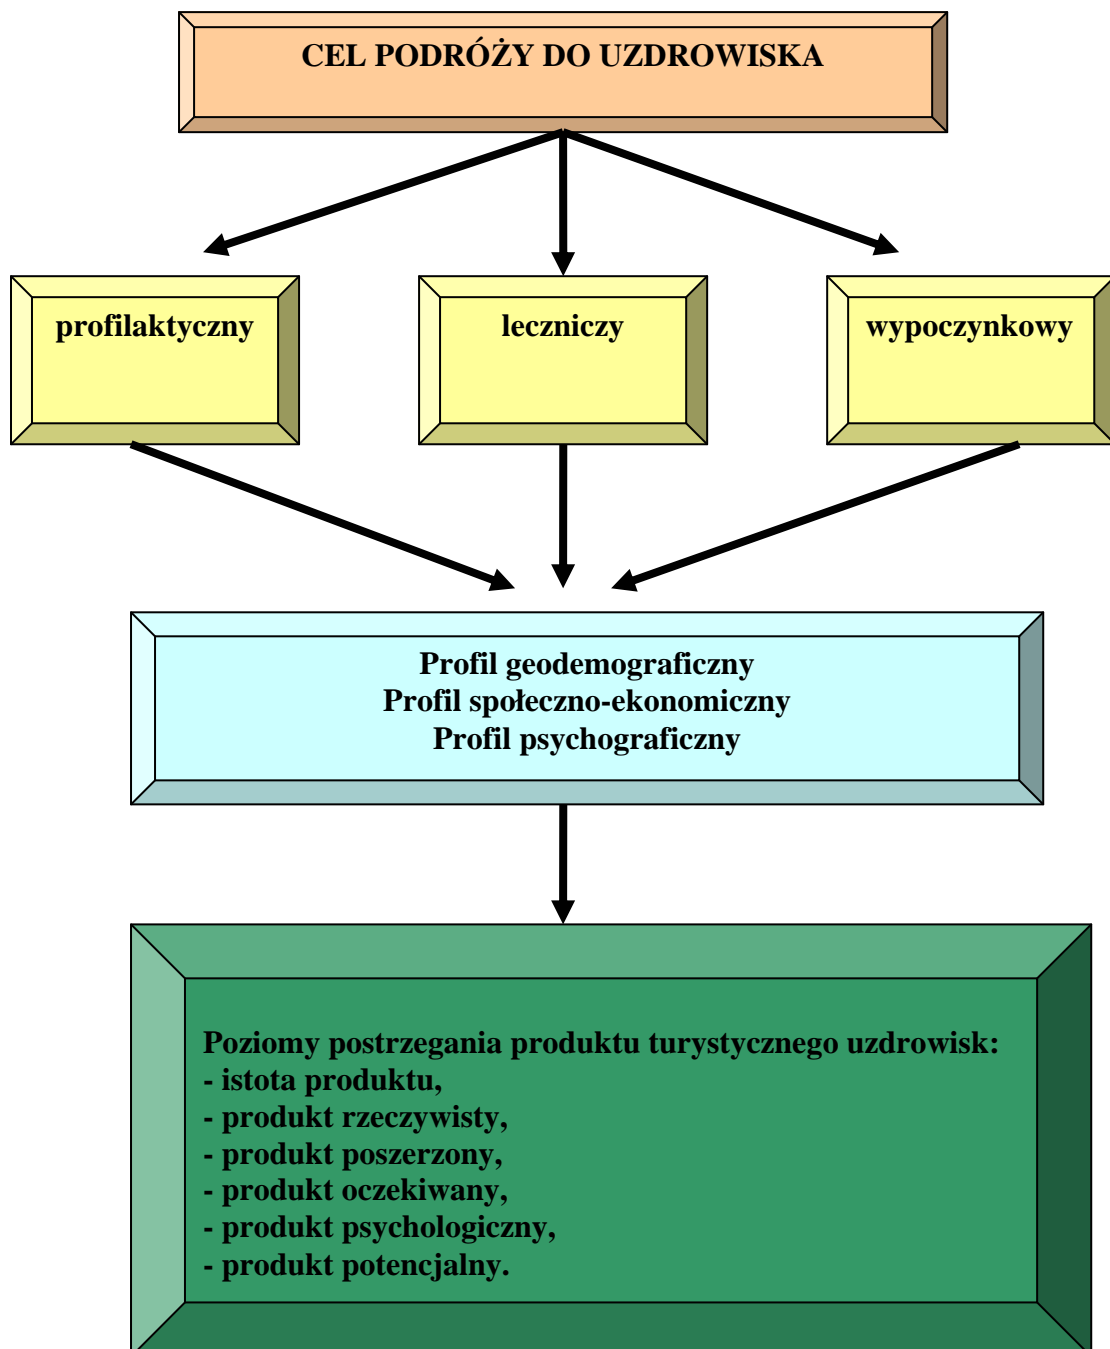 CEL PODRÓŻY DO UZDROWISKA
profilaktyczny
leczniczy
wypoczynkowy
Profil geodemograficzny
Profil społeczno-ekonomiczny
Profil psychograficzny
Poziomy postrzegania produktu turystycznego uzdrowisk:
- istota produktu,
- produkt rzeczywisty,
- produkt poszerzony,
- produkt oczekiwany,
- produkt psychologiczny,
- produkt potencjalny.